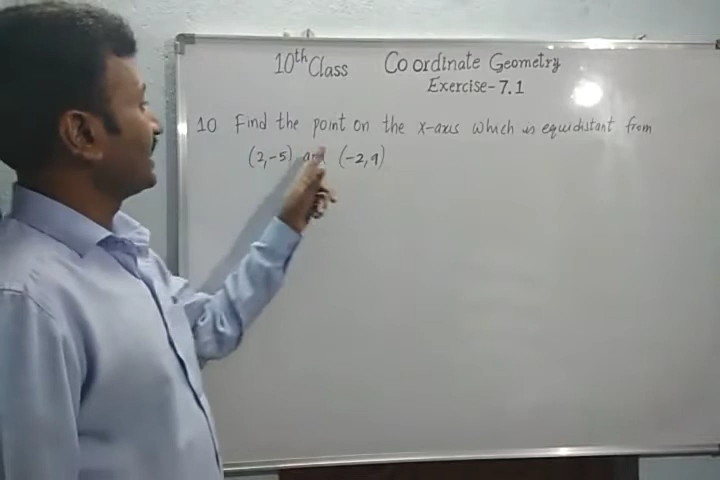 10th Class Coordinate Geometry
Exercise-7.1
10 Find the point on the x-axis which is equidistant from
(2,-5) and (-2,9)